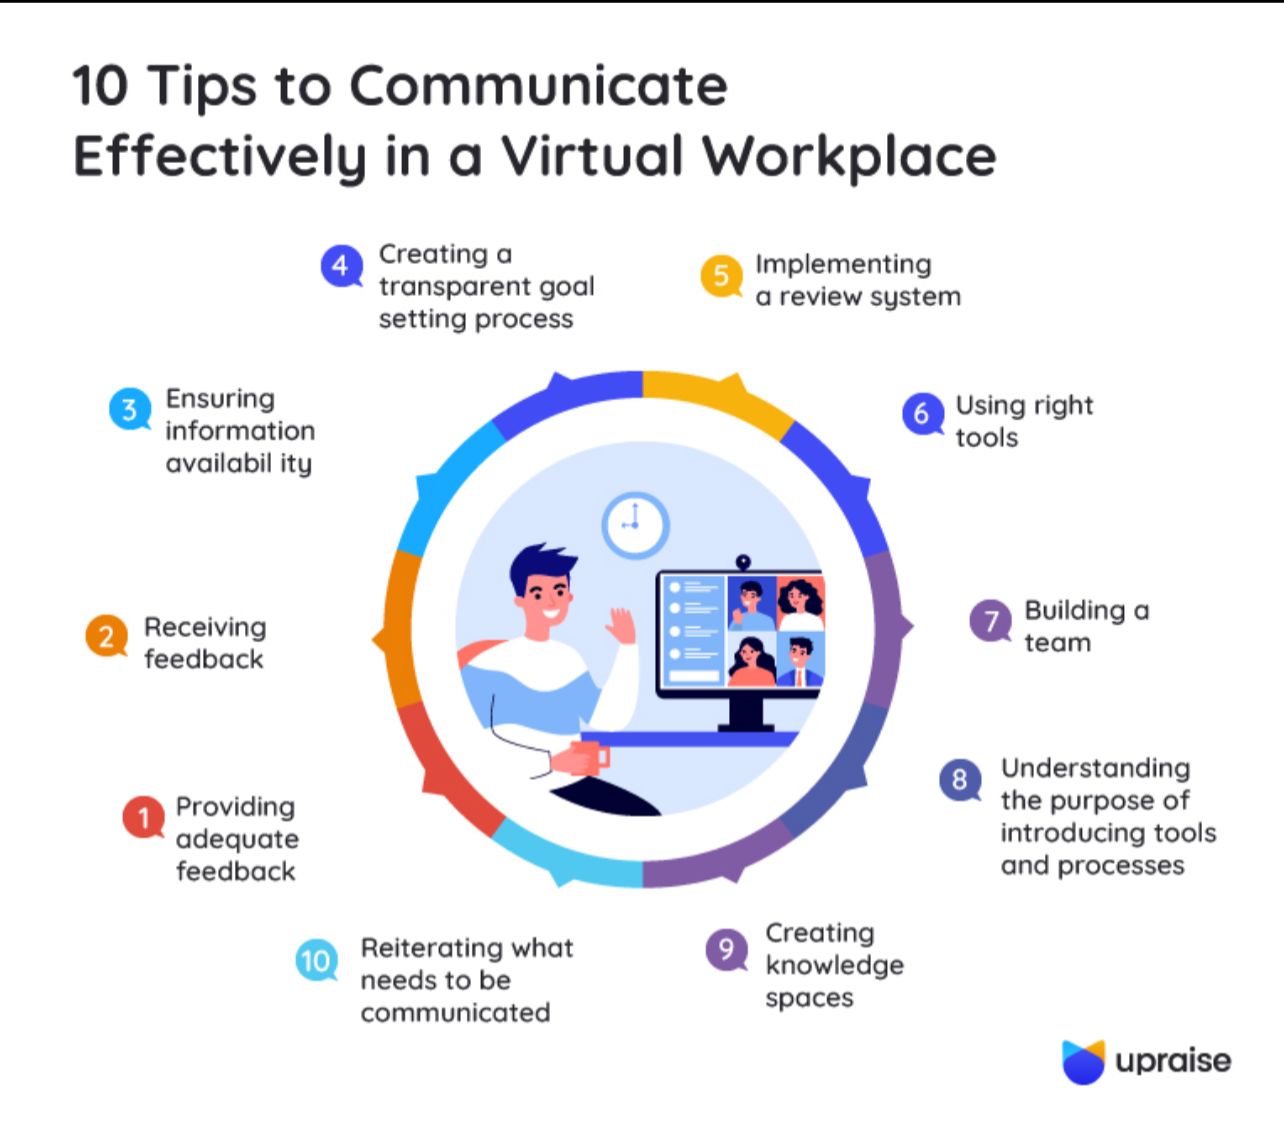 10 Tips to Communicate
Effectively in a Virtual Workplace
4
Creating a
transparent goal
setting process
5
Implementing
a review system
3
Ensuring
information
availabil ity
6
Using right
tools
2
Receiving
feedback
7
Building a
team
1
Providing
adequate
feedback
8
Understanding
the purpose of
introducing tools
and processes
10
Reiterating what
needs to be
communicated
9
Creating
knowledge
spaces
upraise